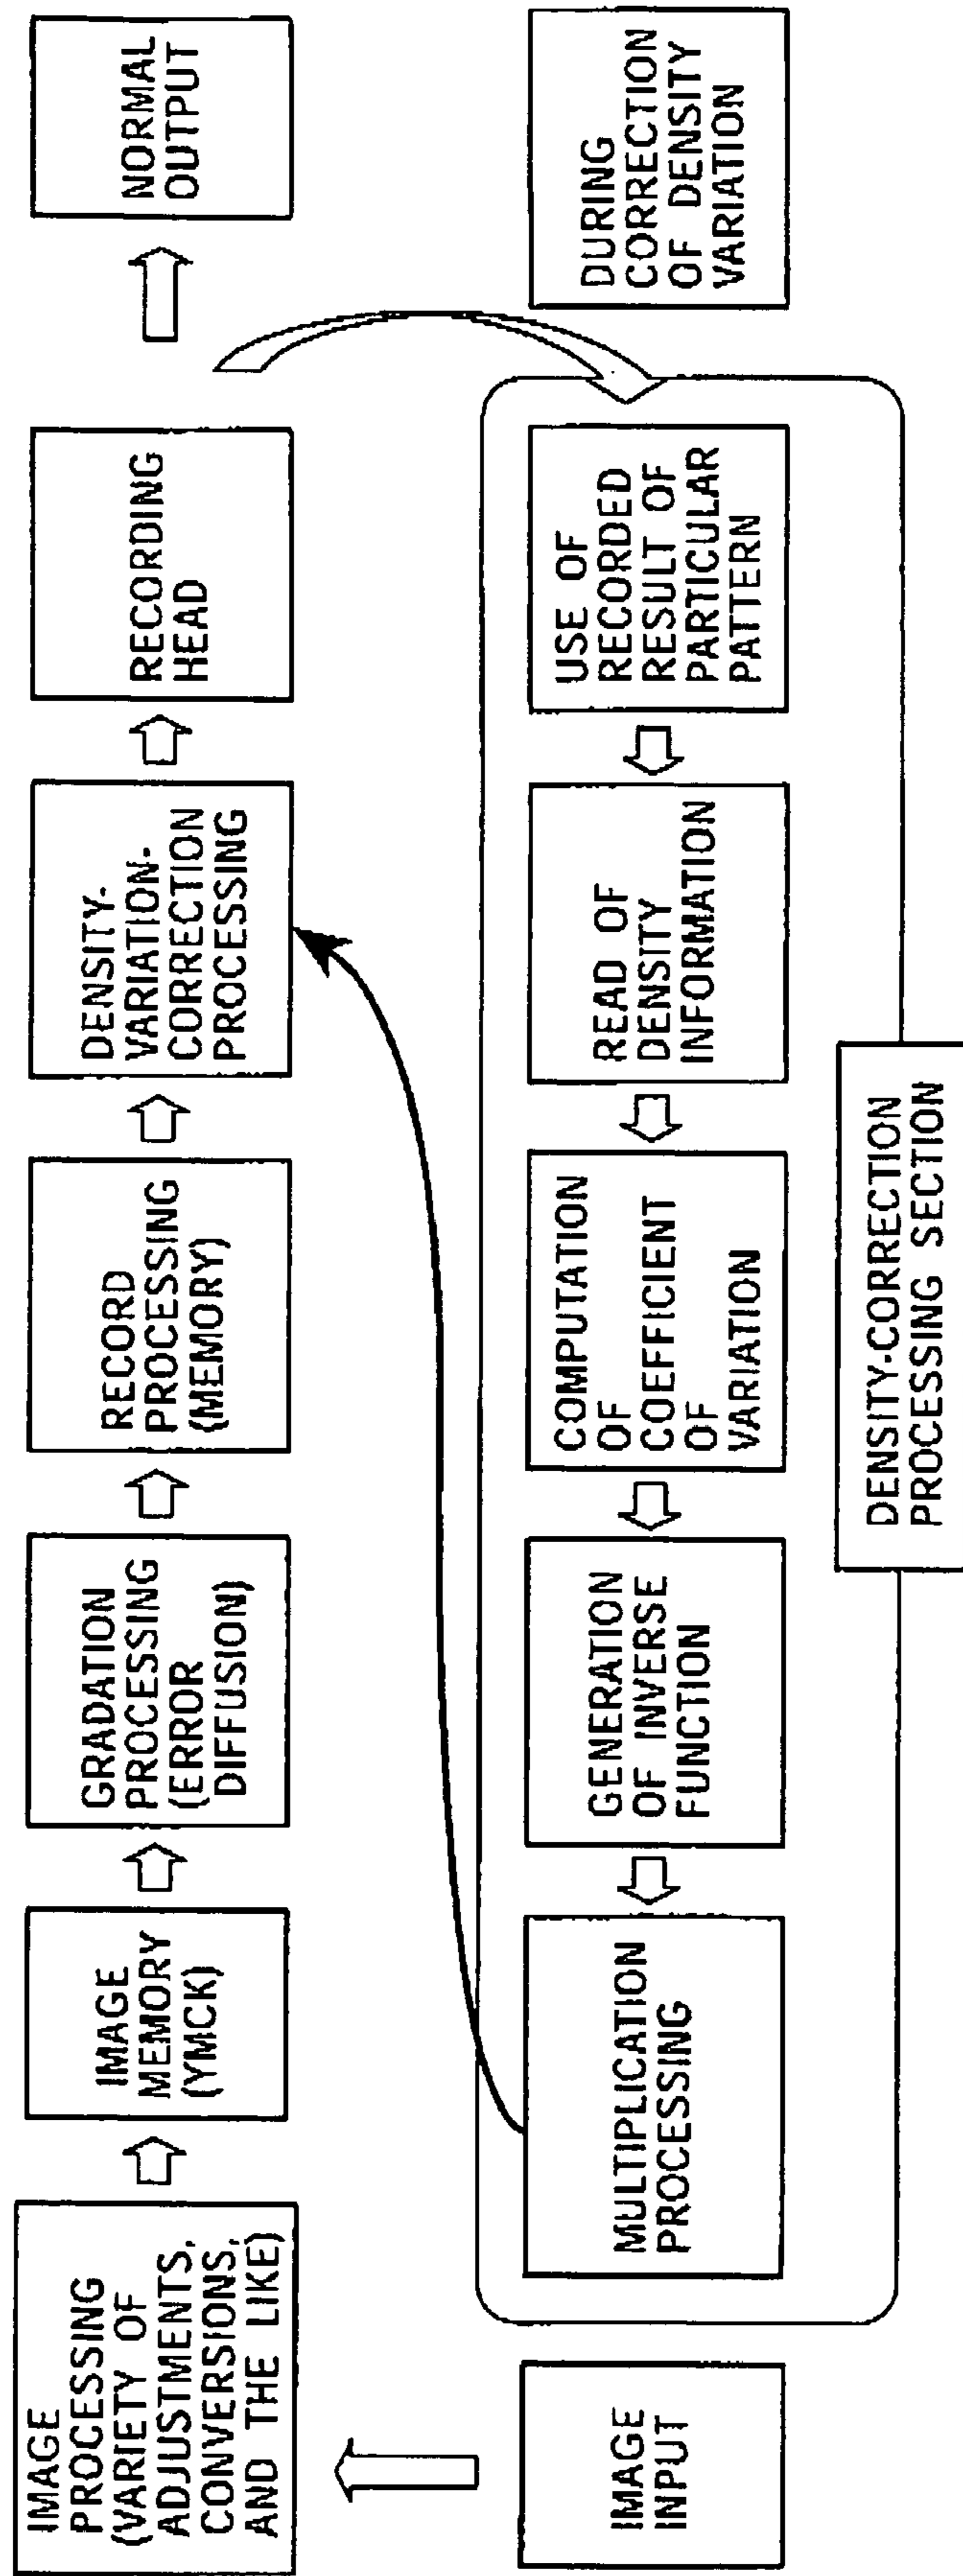 IMAGE
INPUT
IMAGE
PROCESSING
(VARIETY OF
ADJUSTMENTS,
CONVERSIONS,
AND THE LIKE)
IMAGE
MEMORY
(YMCK)
GRADATION
PROCESSING
(ERROR
DIFFUSION)
RECORD
PROCESSING
(MEMORY)
DENSITY-
VARIATION-
CORRECTION
PROCESSING
RECORDING
HEAD
NORMAL
OUTPUT
DURING
CORRECTION
OF DENSITY
VARIATION
USE OF
RECORDED
RESULT OF
PARTICULAR
PATTERN
READ OF
DENSITY
INFORMATION
COMPUTATION
OF
COEFFICIENT
OF
VARIATION
GENERATION
OF INVERSE
FUNCTION
MULTIPLICATION
PROCESSING
DENSITY-CORRECTION
PROCESSING SECTION